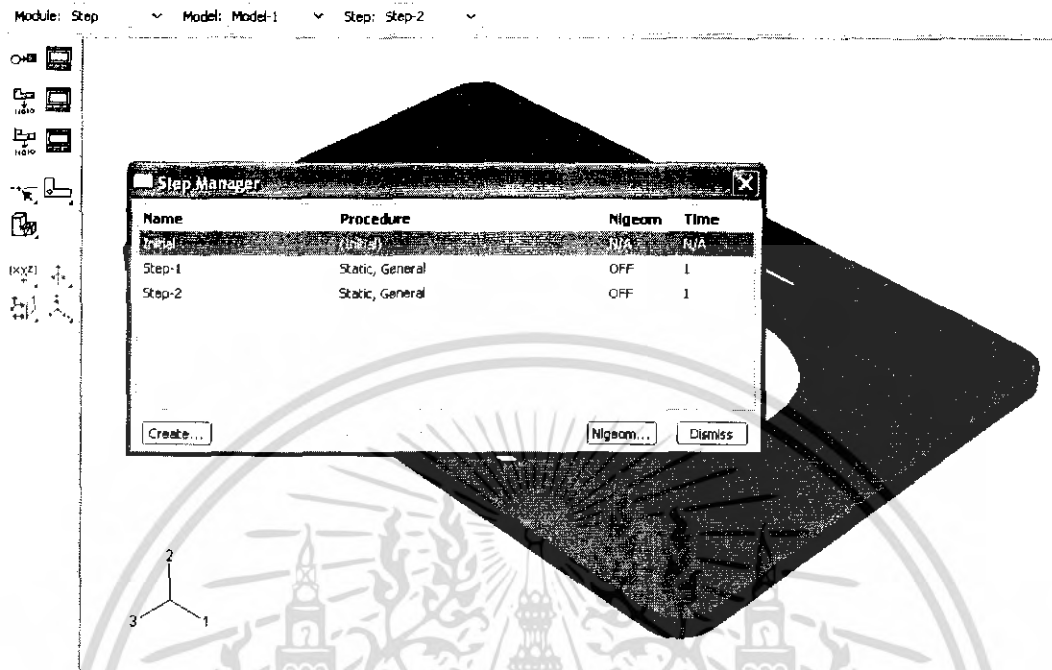 Module: Step Model: Model-1 Step: Step-2
Step Manager
Name Procedure Nlgeom Time
Initial (Initial) N/A N/A
Step-1 Static, General OFF 1
Step-2 Static, General OFF 1
Create... Nlgeom... Dismiss
2
3 1